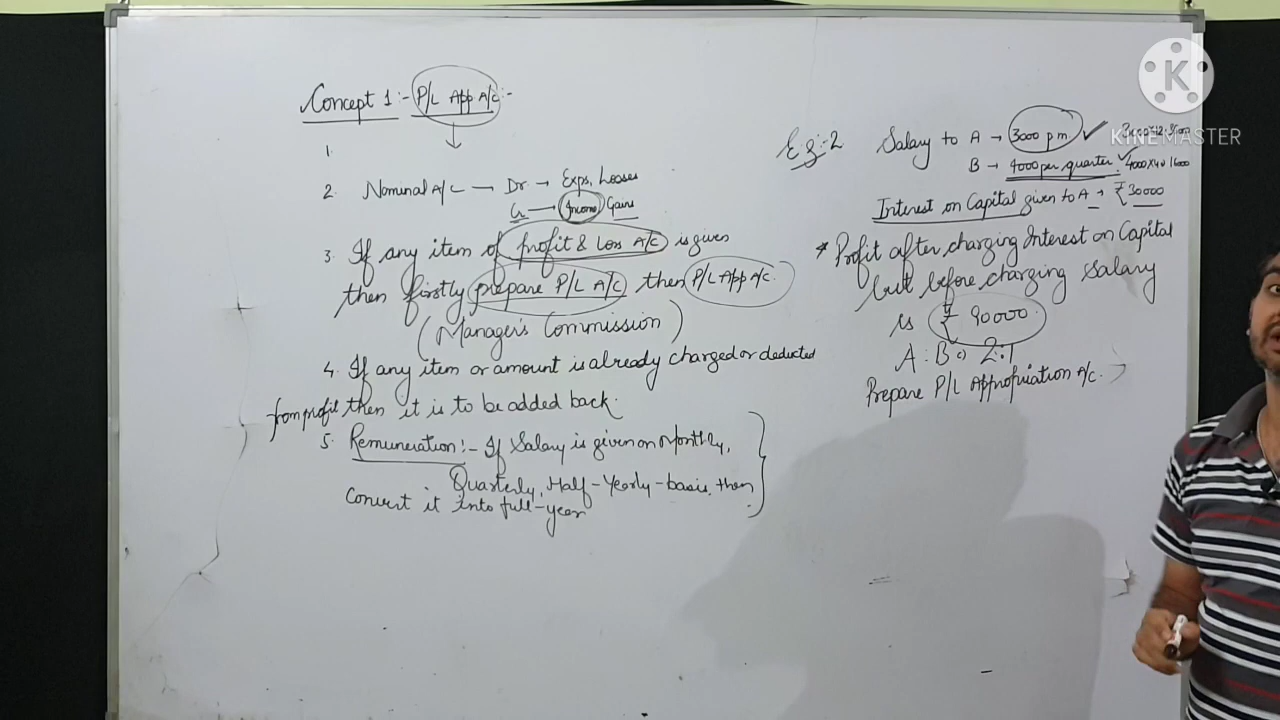 Concept 1:- P/L App A/c:-
1.
2. Nominal A/c → Dr → Exps, Losses
Cr → Income Gains
3. If any item of profit & Loss A/c is given
then firstly prepare P/L A/c then P/L App A/c.
(Manager's Commission)
4. If any item or amount is already charged or deducted
from profit then it is to be added back.
5. Remuneration:- If Salary is given on Monthly,
Quarterly, Half-Yearly-basis, then
convert it into full-year
Eg:-2 Salary to A → 3000 pm ✓
B → 4000 per quarter. ✓ 4000x4= 16000
Interest on Capital given to A → ₹30000
* Profit after charging Interest on Capital
but before charging Salary
is ₹ 90000.
A:B = 2:1
Prepare P/L Appropriation A/c.
K
KINEMASTER